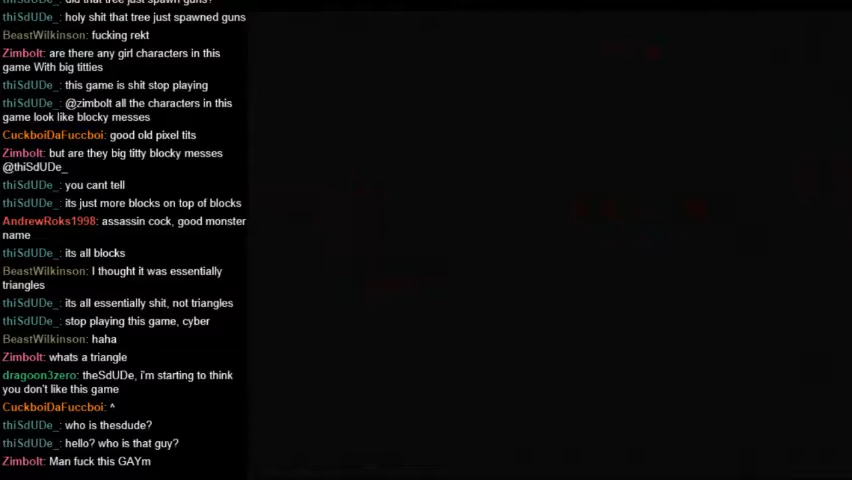 thiSdUDe_: did that tree just spawn guns?
thiSdUDe_: holy shit that tree just spawned guns
BeastWilkinson: fucking rekt
Zimbolt: are there any girl characters in this
game With big titties
thiSdUDe_: this game is shit stop playing
thiSdUDe_: @zimbolt all the characters in this
game look like blocky messes
CuckboiDaFuccboi: good old pixel tits
Zimbolt: but are they big titty blocky messes
@thiSdUDe_
thiSdUDe_: you cant tell
thiSdUDe_: its just more blocks on top of blocks
AndrewRoks1998: assassin cock, good monster
name
thiSdUDe_: its all blocks
BeastWilkinson: I thought it was essentially
triangles
thiSdUDe_: its all essentially shit, not triangles
thiSdUDe_: stop playing this game, cyber
BeastWilkinson: haha
Zimbolt: whats a triangle
dragoon3zero: theSdUDe, i'm starting to think
you don't like this game
CuckboiDaFuccboi: ^
thiSdUDe_: who is thesdude?
thiSdUDe_: hello? who is that guy?
Zimbolt: Man fuck this GAYm